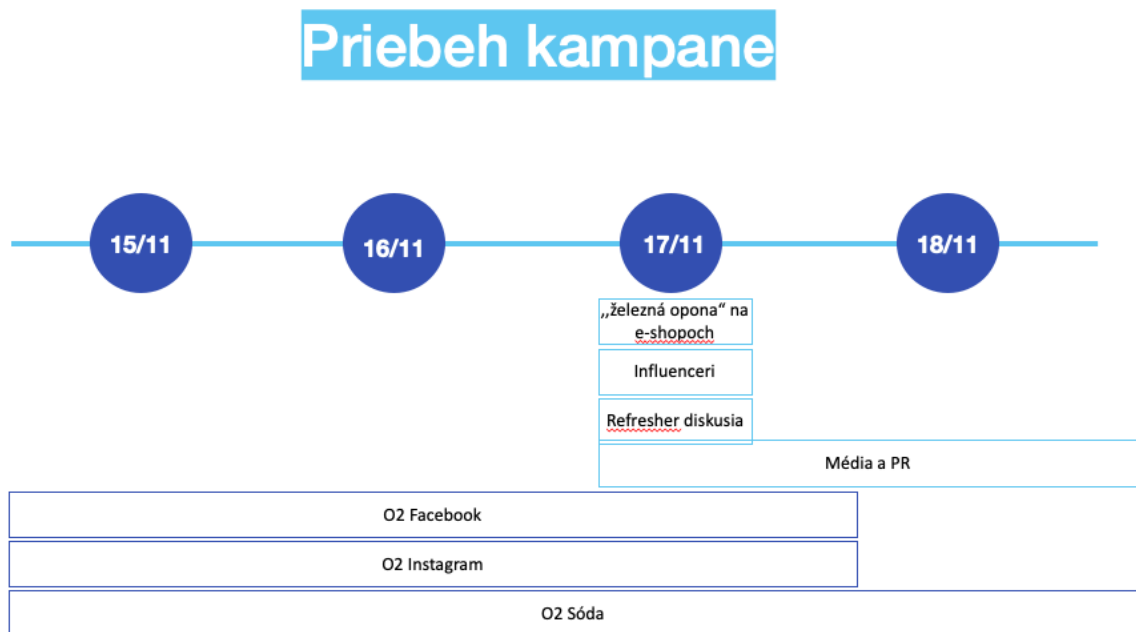 Priebeh kampane
15/11
16/11
17/11
18/11
,,železná opona“ na
e-shopoch
Influenceri
Refresher diskusia
Média a PR
O2 Facebook
O2 Instagram
O2 Sóda